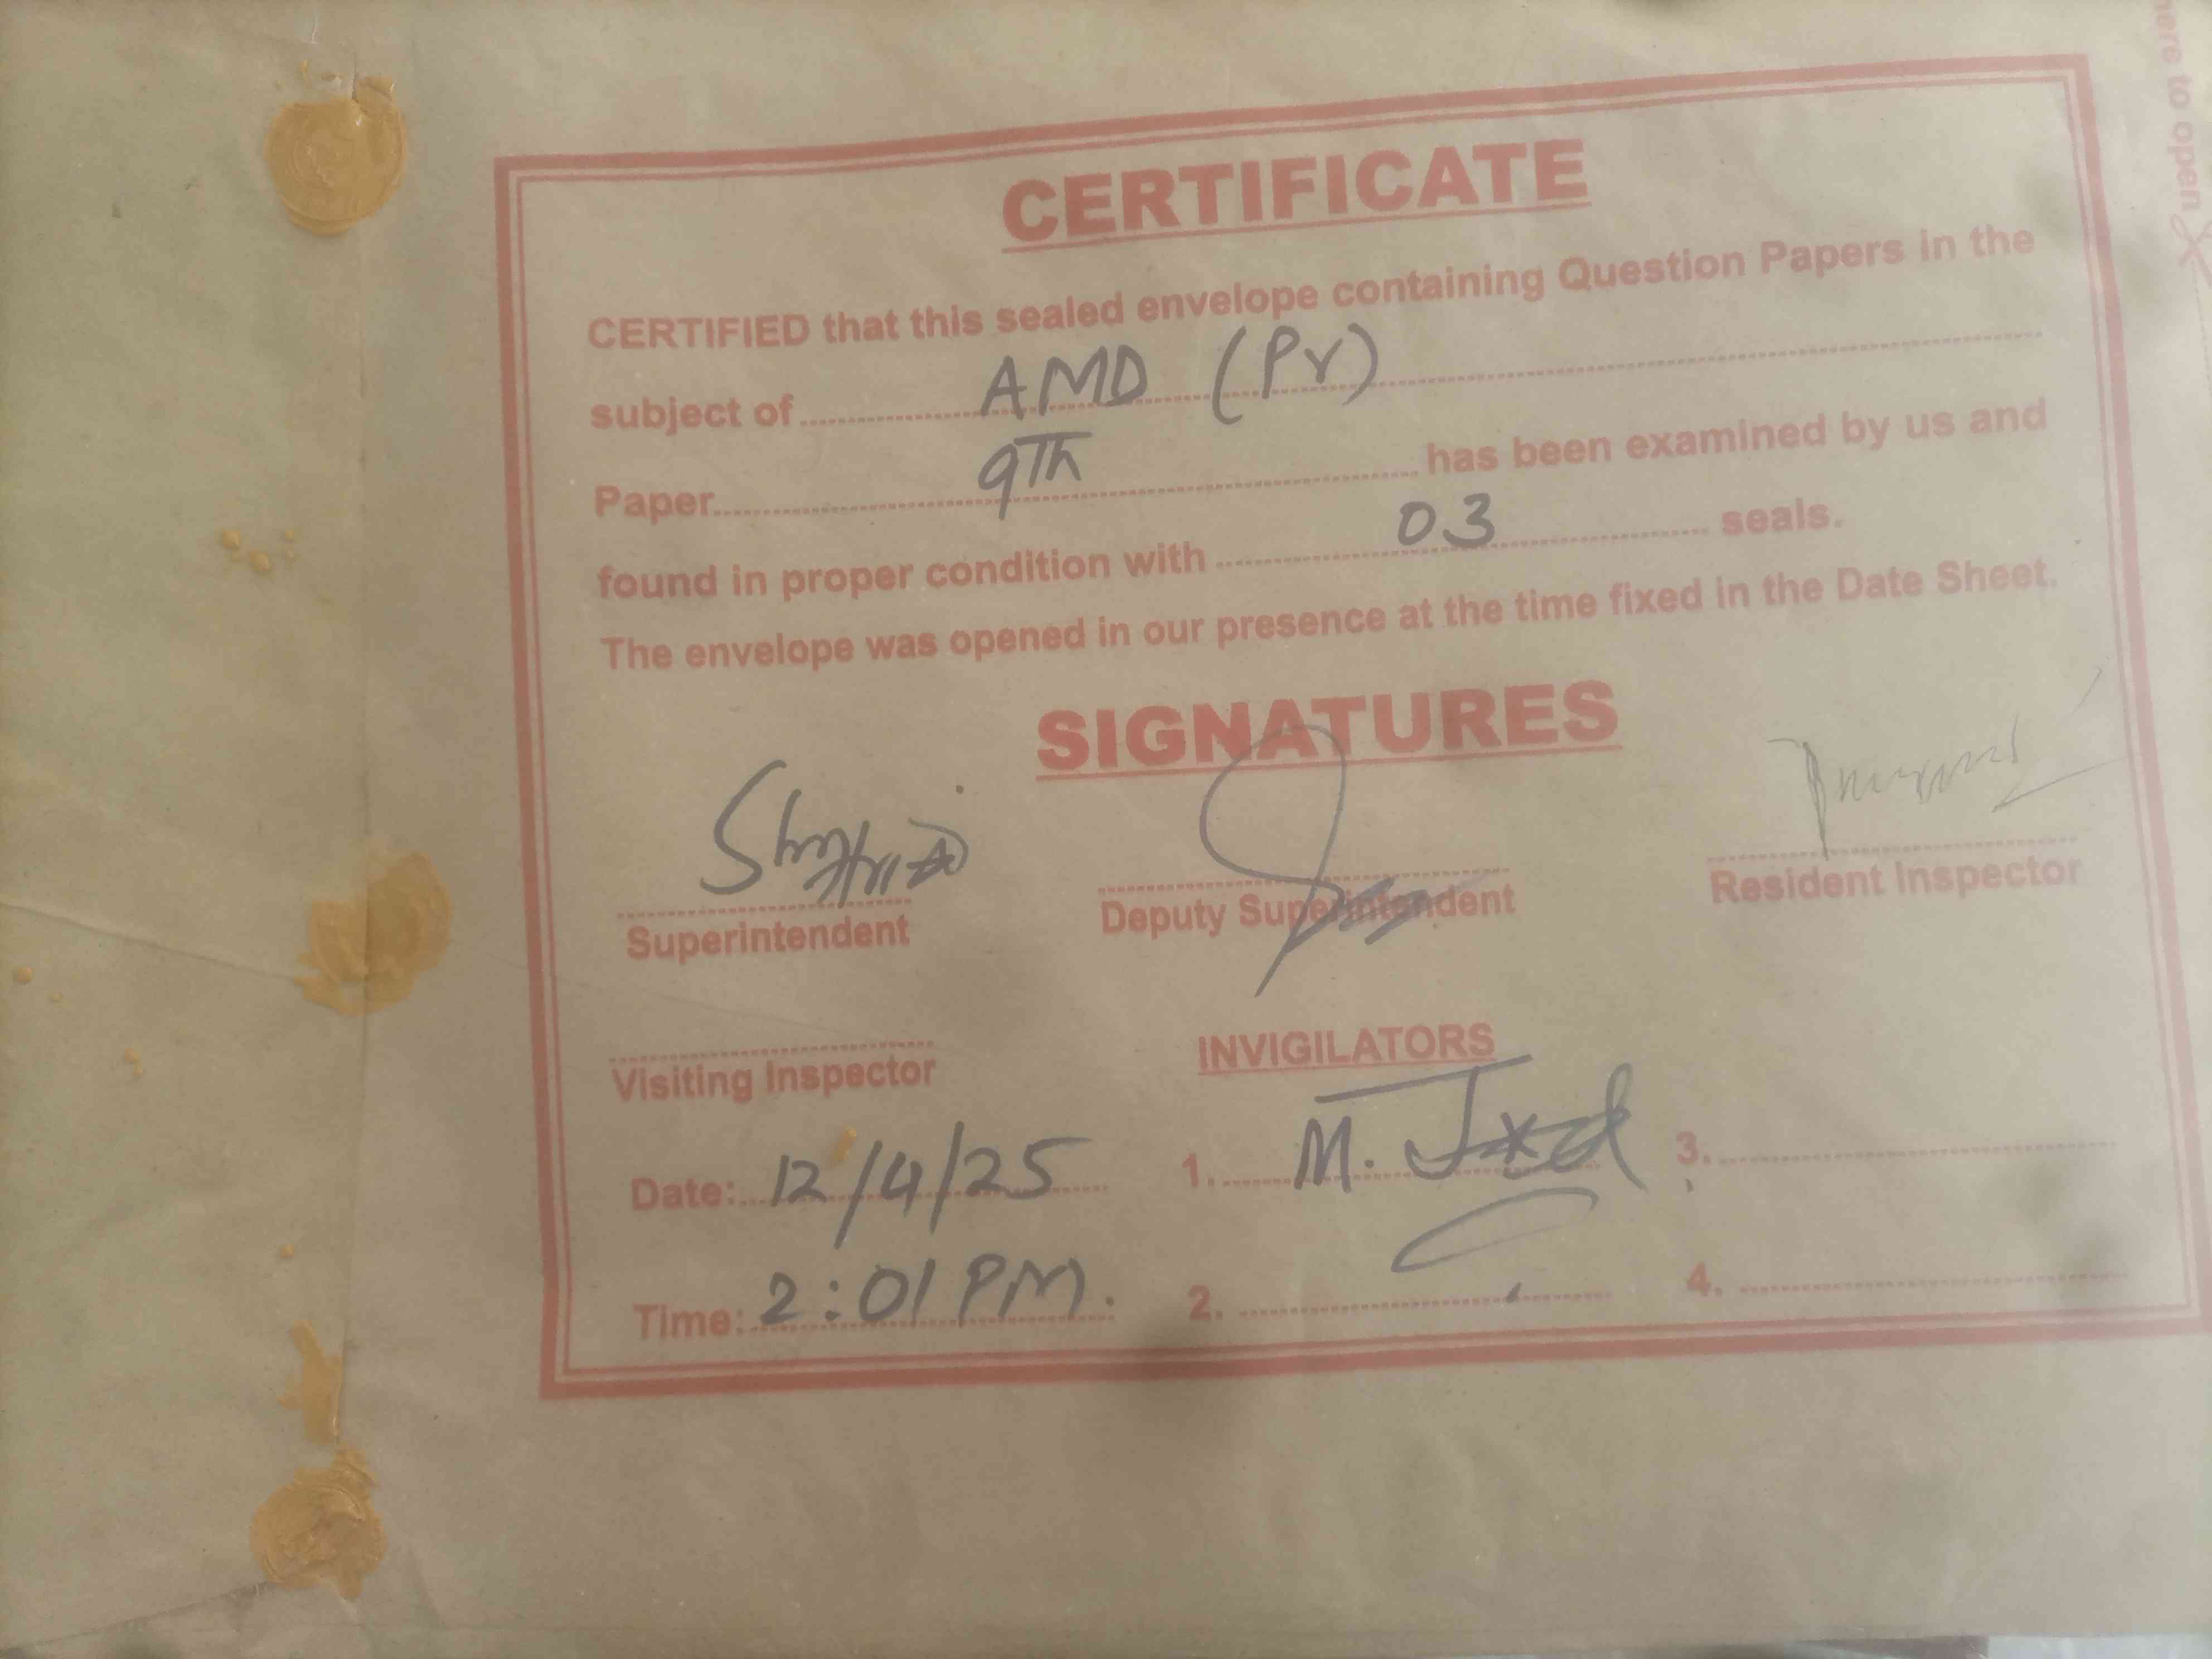 here to open
CERTIFICATE
CERTIFIED that this sealed envelope containing Question Papers in the
subject of AMD (Pr)
Paper 9Th has been examined by us and
found in proper condition with 03 seals.
The envelope was opened in our presence at the time fixed in the Date Sheet.
SIGNATURES
Superintendent Deputy Superintendent Resident Inspector
Visiting Inspector INVIGILATORS
Date: 12/4/25 1. M. 3.
Time: 2:01 PM. 2. 4.